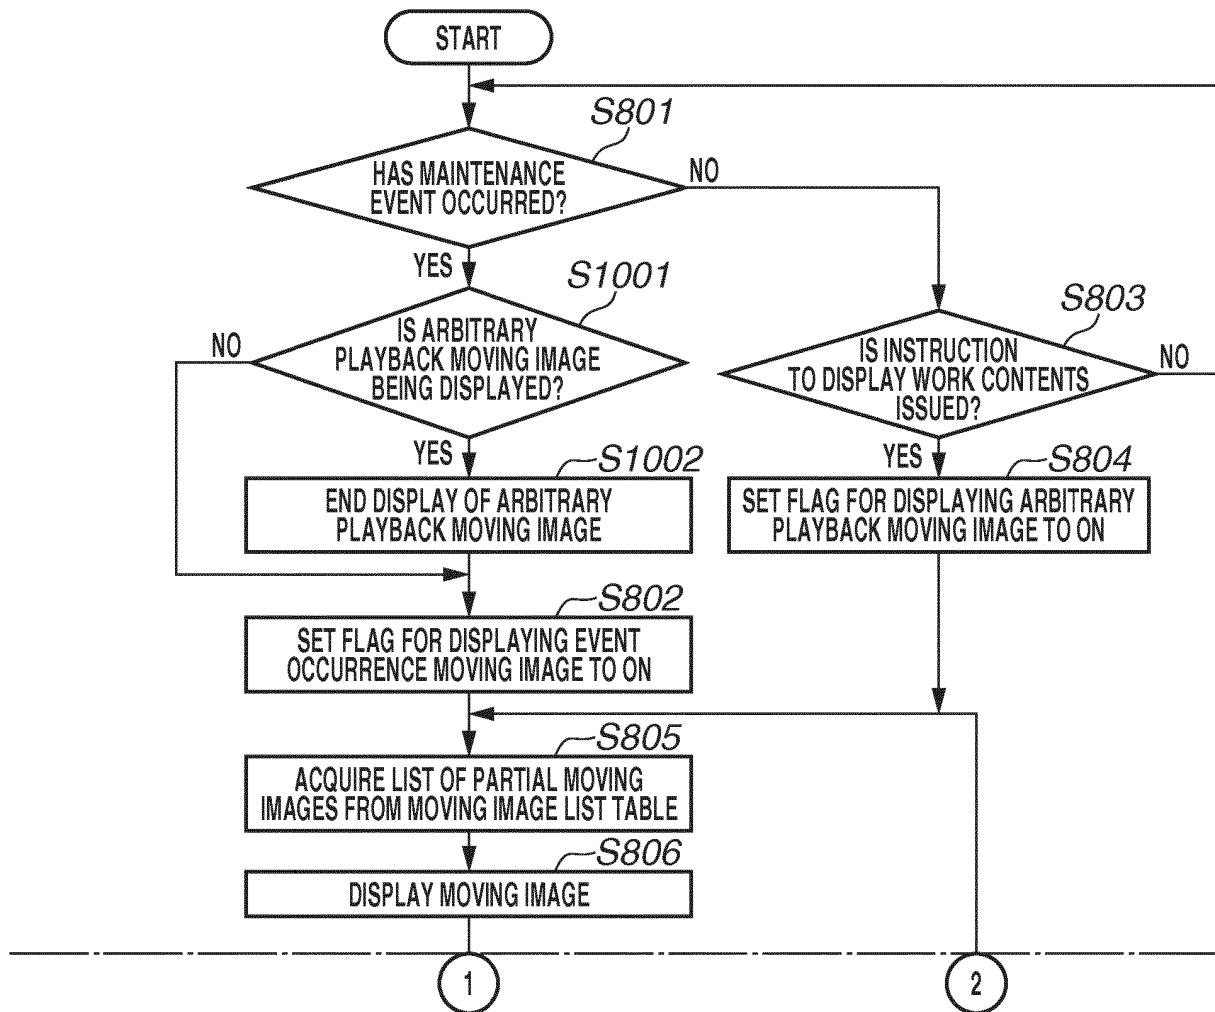 START
S801
HAS MAINTENANCE
EVENT OCCURRED?
NO
YES
S1001
IS ARBITRARY
PLAYBACK MOVING IMAGE
BEING DISPLAYED?
NO
S803
IS INSTRUCTION
TO DISPLAY WORK CONTENTS
ISSUED?
NO
YES
S1002
END DISPLAY OF ARBITRARY
PLAYBACK MOVING IMAGE
YES
S804
SET FLAG FOR DISPLAYING ARBITRARY
PLAYBACK MOVING IMAGE TO ON
S802
SET FLAG FOR DISPLAYING EVENT
OCCURRENCE MOVING IMAGE TO ON
S805
ACQUIRE LIST OF PARTIAL MOVING
IMAGES FROM MOVING IMAGE LIST TABLE
S806
DISPLAY MOVING IMAGE
1
2